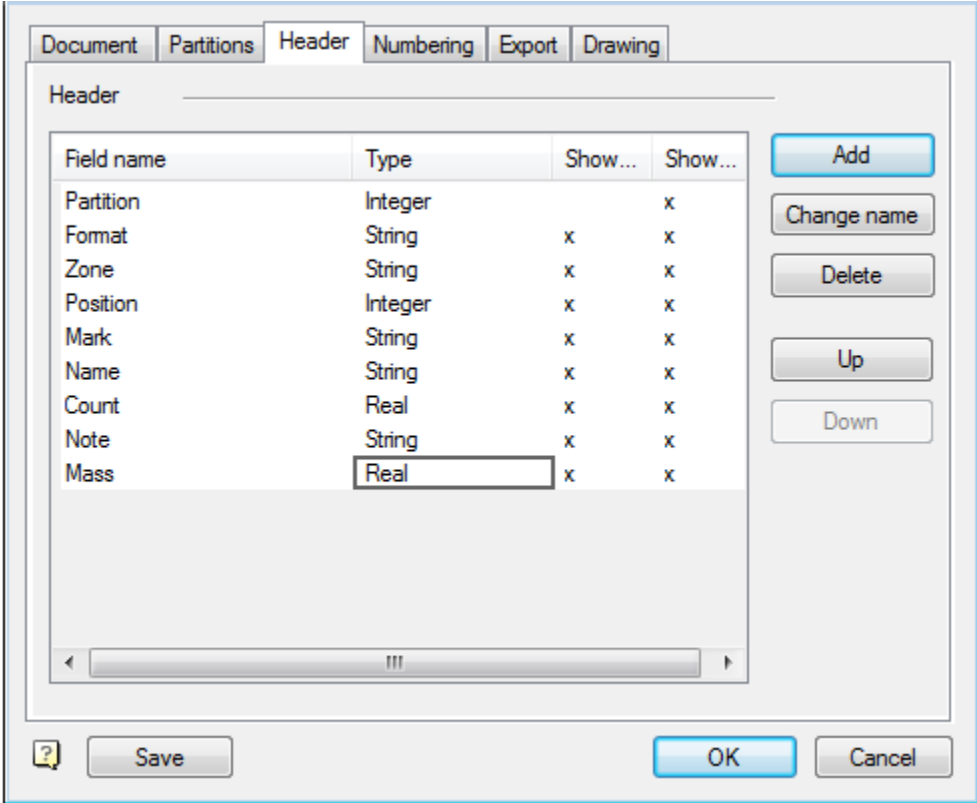 Document Partitions Header Numbering Export Drawing
Header
Field name Type Show... Show... Add
Partition Integer x
Change name
Format String x x
Zone String x x Delete
Position Integer x x
Mark String x x
Name String x x Up
Count Real x x
Down
Note String x x
Mass Real x x
Save OK Cancel